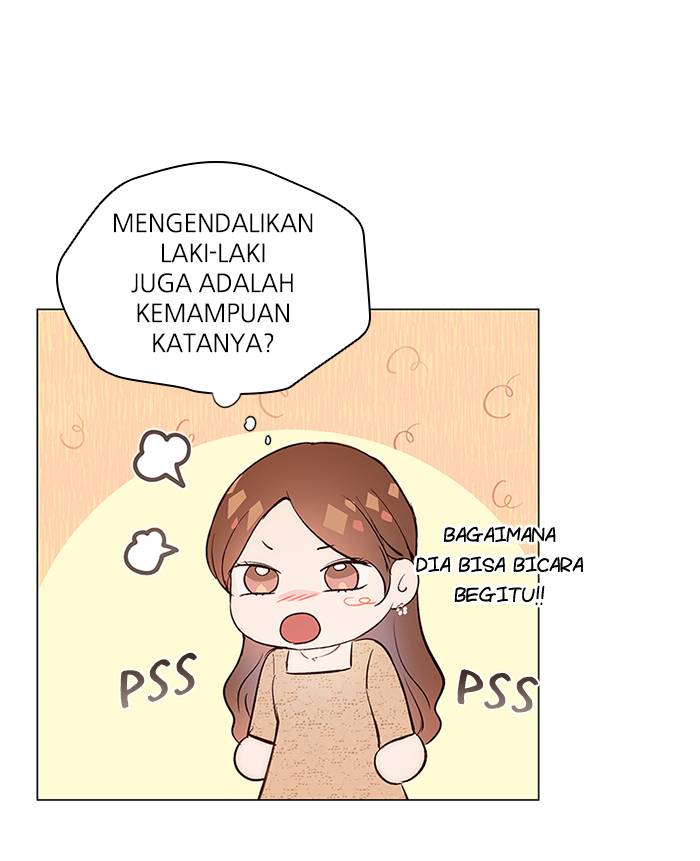 MENGENDALIKAN
LAKI-LAKI
JUGA ADALAH
KEMAMPUAN
KATANYA?
BAGAIMANA
DIA BISA BICARA
BEGITU!!
PSS
PSS